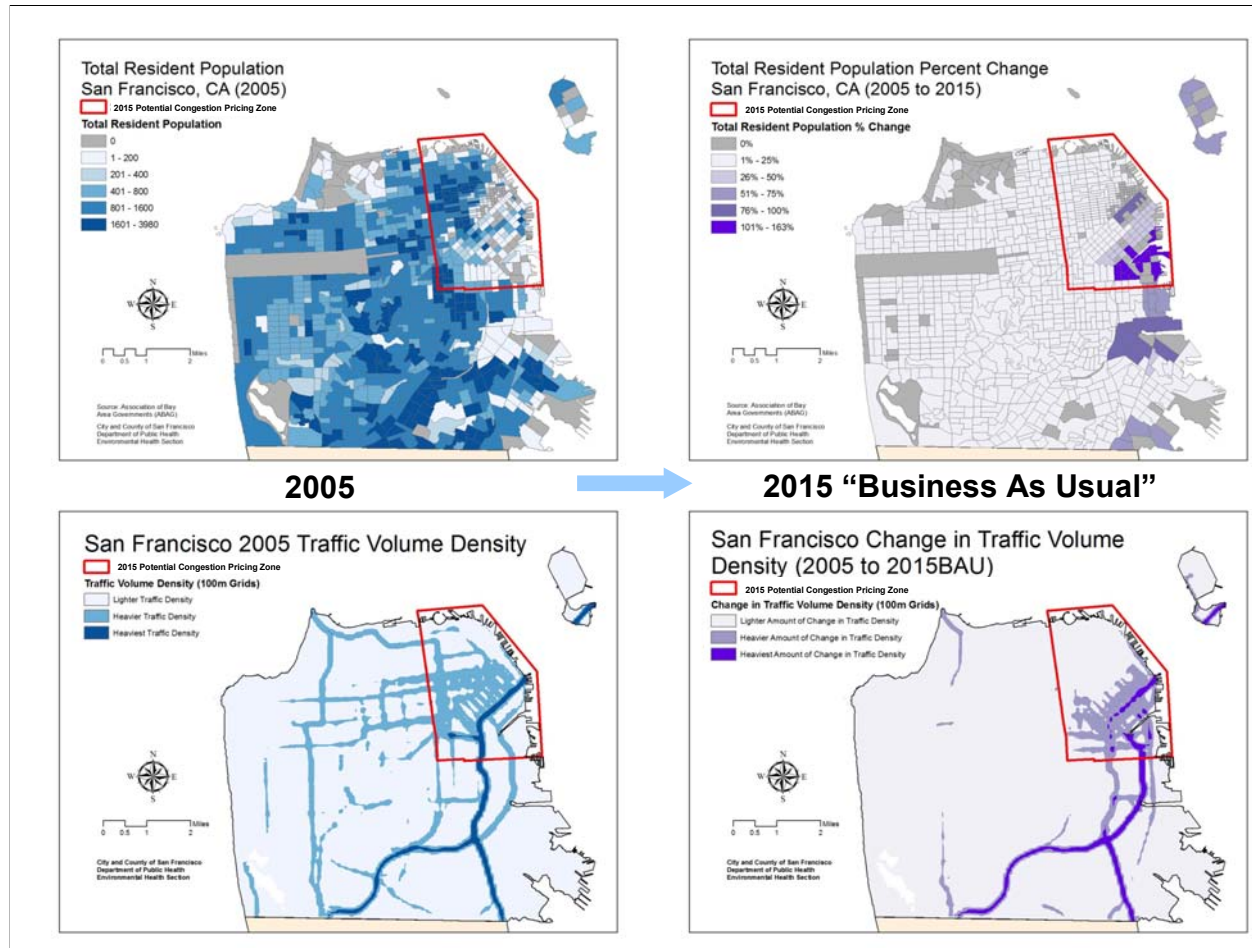 Total Resident Population
San Francisco, CA (2005)
2015 Potential Congestion Pricing Zone
Total Resident Population
0
1 - 200
201 - 400
401 - 800
801 - 1600
1601 - 3980
N
W E
S
0 0.5 1 2 Miles
Source: Association of Bay
Area Governments (ABAG)
City and County of San Francisco
Department of Public Health
Environmental Health Section
Total Resident Population Percent Change
San Francisco, CA (2005 to 2015)
2015 Potential Congestion Pricing Zone
Total Resident Population % Change
0%
1% - 25%
26% - 50%
51% - 75%
76% - 100%
101% - 163%
N
W E
S
0 0.5 1 2 Miles
Source: Association of Bay
Area Governments (ABAG)
City and County of San Francisco
Department of Public Health
Environmental Health Section
2005
2015 “Business As Usual”
San Francisco 2005 Traffic Volume Density
2015 Potential Congestion Pricing Zone
Traffic Volume Density (100m Grids)
Lighter Traffic Density
Heavier Traffic Density
Heaviest Traffic Density
N
W E
S
0 0.5 1 2 Miles
City and County of San Francisco
Department of Public Health
Environmental Health Section
San Francisco Change in Traffic Volume
Density (2005 to 2015BAU)
2015 Potential Congestion Pricing Zone
Change in Traffic Volume Density (100m Grids)
Lighter Amount of Change in Traffic Density
Heavier Amount of Change in Traffic Density
Heaviest Amount of Change in Traffic Density
N
W E
S
0 0.5 1 2 Miles
City and County of San Francisco
Department of Public Health
Environmental Health Section